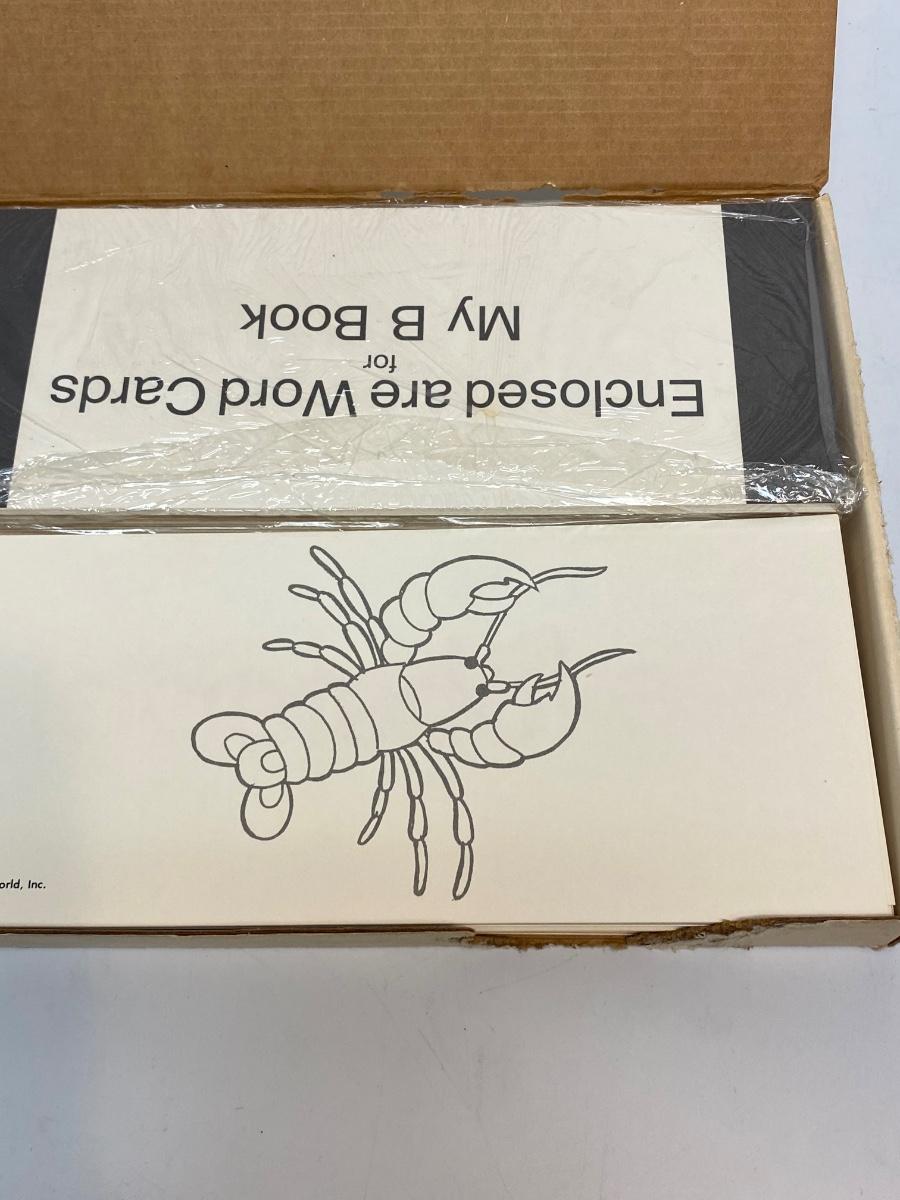 Enclosed are Word Cards
for
My B Book
orld, Inc.